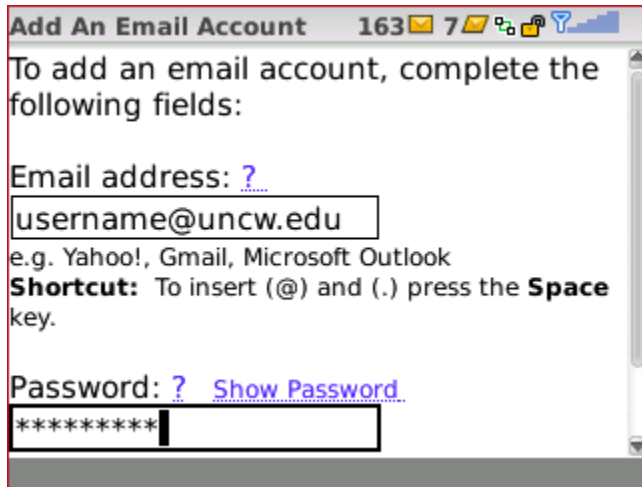 Add An Email Account 163 7
To add an email account, complete the
following fields:
Email address: ?
username@uncw.edu
e.g. Yahoo!, Gmail, Microsoft Outlook
Shortcut: To insert (@) and (.) press the Space
key.
Password: ? Show Password
*********